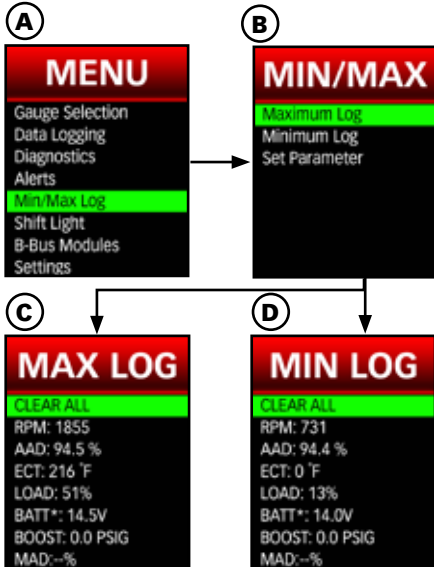 A
MENU
Gauge Selection
Data Logging
Diagnostics
Alerts
Min/Max Log
Shift Light
B-Bus Modules
Settings
B
MIN/MAX
Maximum Log
Minimum Log
Set Parameter
C
MAX LOG
CLEAR ALL
RPM: 1855
AAD: 94.5 %
ECT: 216 °F
LOAD: 51%
BATT*: 14.5V
BOOST: 0.0 PSIG
MAD:--%
D
MIN LOG
CLEAR ALL
RPM: 731
AAD: 94.4 %
ECT: 0 °F
LOAD: 13%
BATT*: 14.0V
BOOST: 0.0 PSIG
MAD:--%